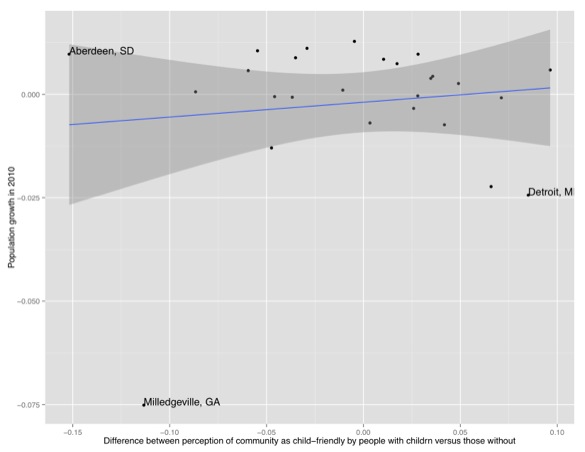 Aberdeen, SD
0.000
Detroit, M
−0.025
Population growth in 2010
−0.050
Milledgeville, GA
−0.075
−0.15 −0.10 −0.05 0.00 0.05 0.10
Difference between perception of community as child−friendly by people with childrn versus those without